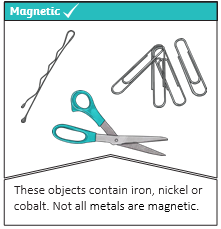 Magnetic
These objects contain iron, nickel or
cobalt. Not all metals are magnetic.